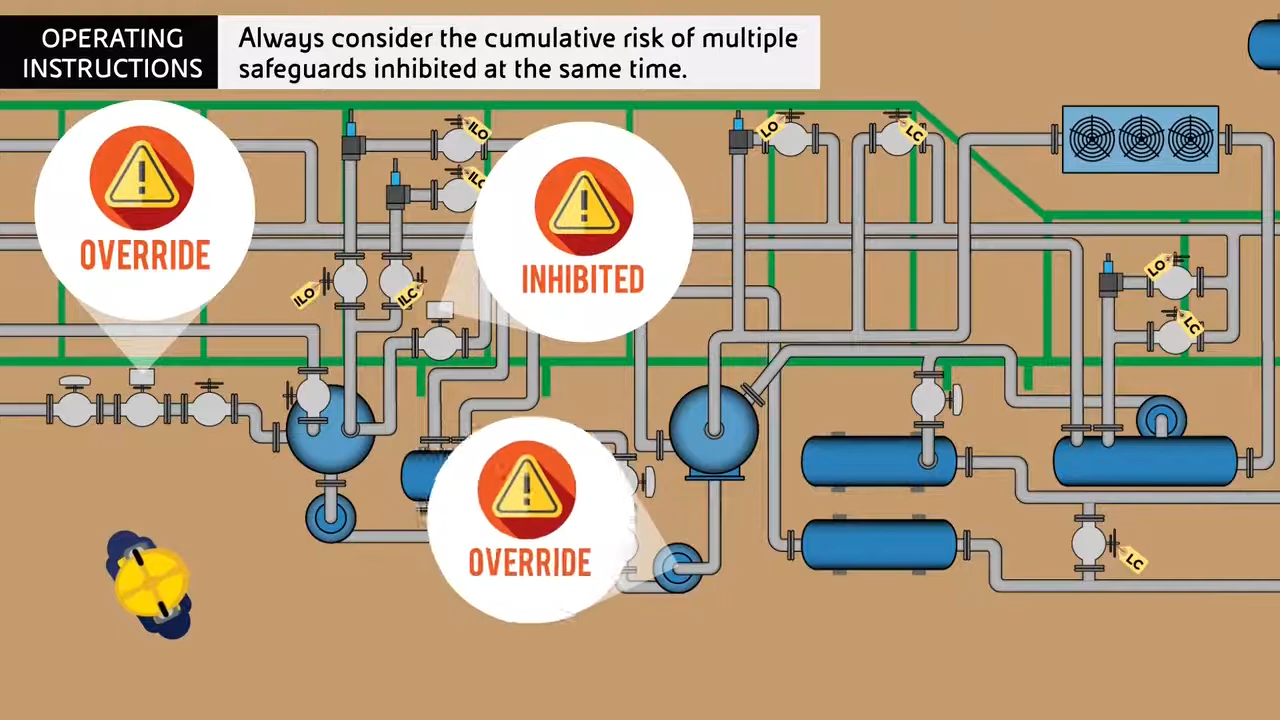 OPERATING
INSTRUCTIONS
Always consider the cumulative risk of multiple
safeguards inhibited at the same time.
ILO
ILC
LO
LC
OVERRIDE
INHIBITED
ILO
ILC
LO
LC
OVERRIDE
LC